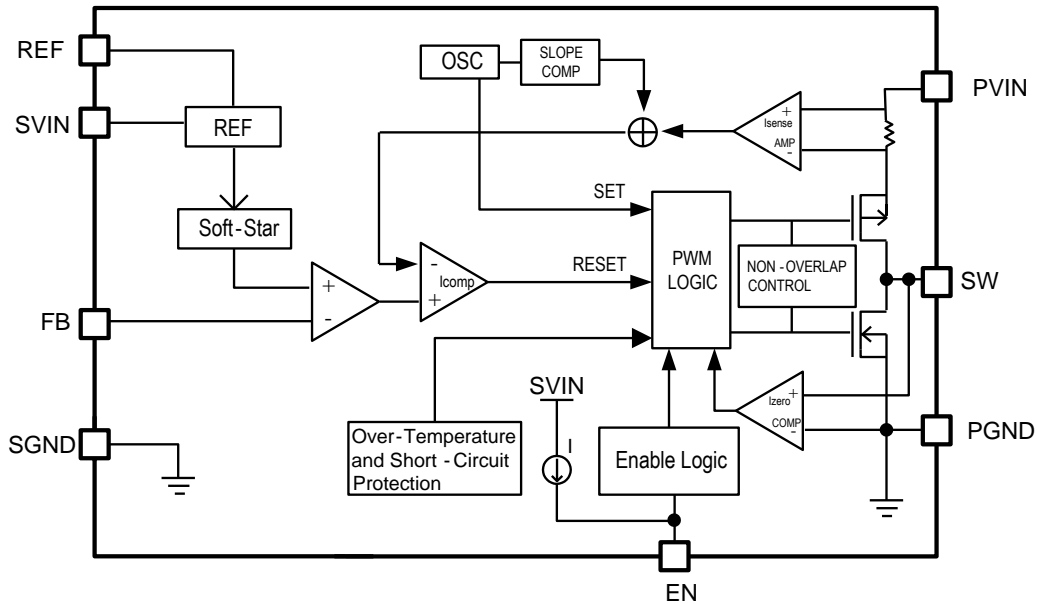 REF
OSC
SLOPE
COMP
PVIN
SVIN
REF
+
Isense
AMP
-
SET
Soft-Star
PWM
LOGIC
NON-OVERLAP
CONTROL
SW
-
Icomp
+
RESET
+
-
FB
SVIN
I
Izero
+
COMP
-
SGND
Over-Temperature
and Short-Circuit
Protection
Enable Logic
PGND
EN